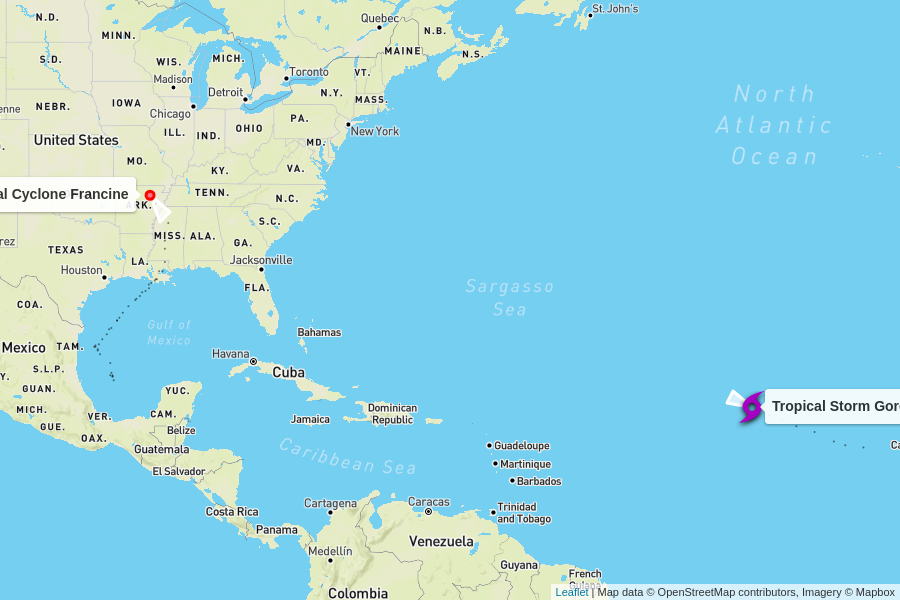 N.D.
MINN.
Quebec
St. John's
N.B.
MAINE
N.S.
S.D.
WIS.
MICH.
Toronto
VT.
Madison
Detroit
N.Y.
MASS.
NEBR.
IOWA
Chicago
PA.
New York
United States
ILL.
IND.
OHIO
MD.
MO.
KY.
VA.
North
Atlantic
Ocean
al Cyclone Francine
ARK.
TENN.
N.C.
S.C.
MISS.
ALA.
GA.
TEXAS
LA.
Jacksonville
Houston
FLA.
Sargasso
Sea
COA.
Gulf of
Mexico
Bahamas
Mexico
TAM.
Havana
Cuba
S.L.P.
GUAN.
YUC.
MICH.
VER.
CAM.
Jamaica
Dominican
Republic
Tropical Storm Gor
GUE.
OAX.
Belize
Guatemala
El Salvador
Caribbean Sea
Guadeloupe
Martinique
Barbados
Costa Rica
Cartagena
Caracas
Trinidad
and Tobago
Panama
Medellín
Venezuela
Guyana
French
Guiana
Colombia
Leaflet | Map data © OpenStreetMap contributors, Imagery © Mapbox